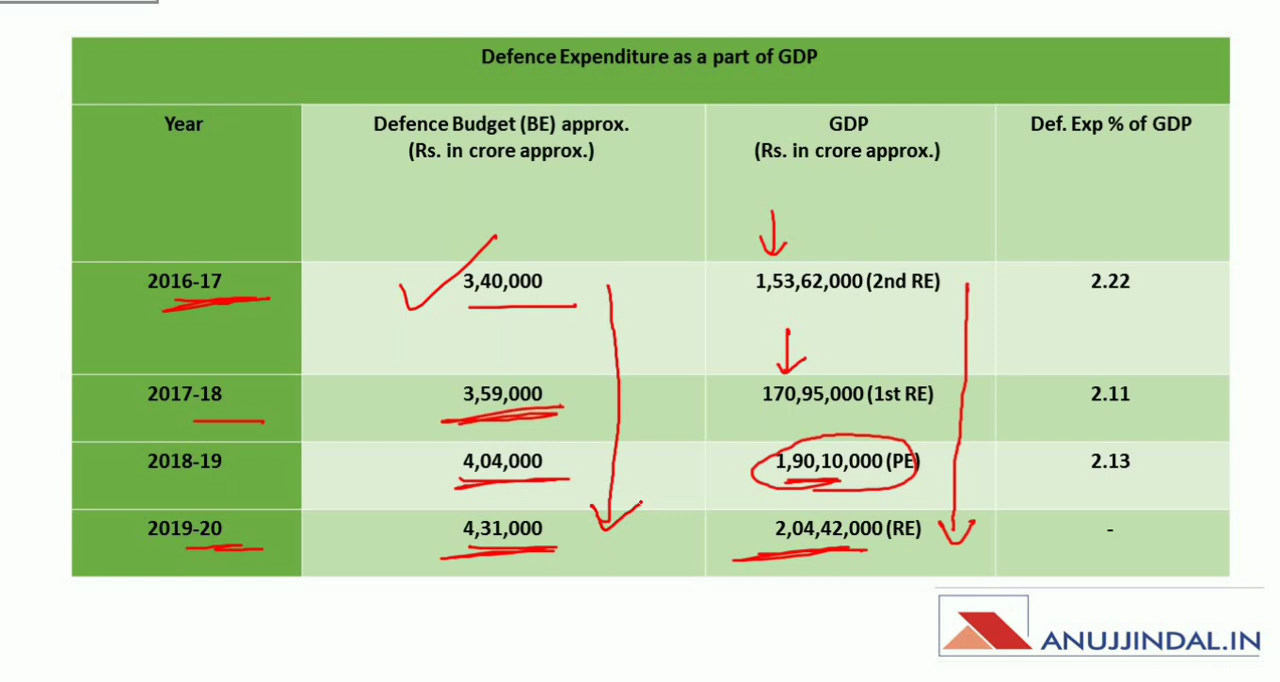 Defence Expenditure as a part of GDP
Year
Defence Budget (BE) approx.
(Rs. in crore approx.)
GDP
(Rs. in crore approx.)
Def. Exp % of GDP
2016-17
3,40,000
1,53,62,000 (2nd RE)
2.22
2017-18
3,59,000
170,95,000 (1st RE)
2.11
2018-19
4,04,000
1,90,10,000 (PE)
2.13
2019-20
4,31,000
2,04,42,000 (RE)
-
ANUJJINDAL.IN